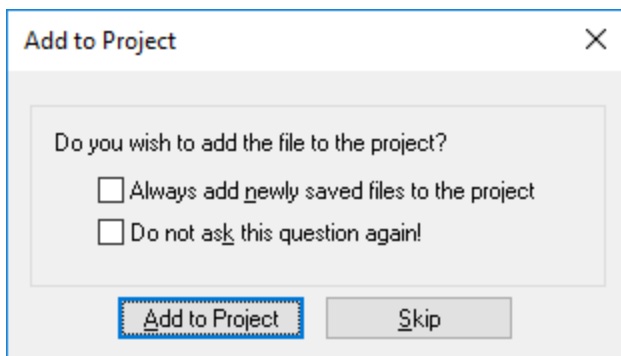 Add to Project
Do you wish to add the file to the project?
Always add newly saved files to the project
Do not ask this question again!
Add to Project
Skip